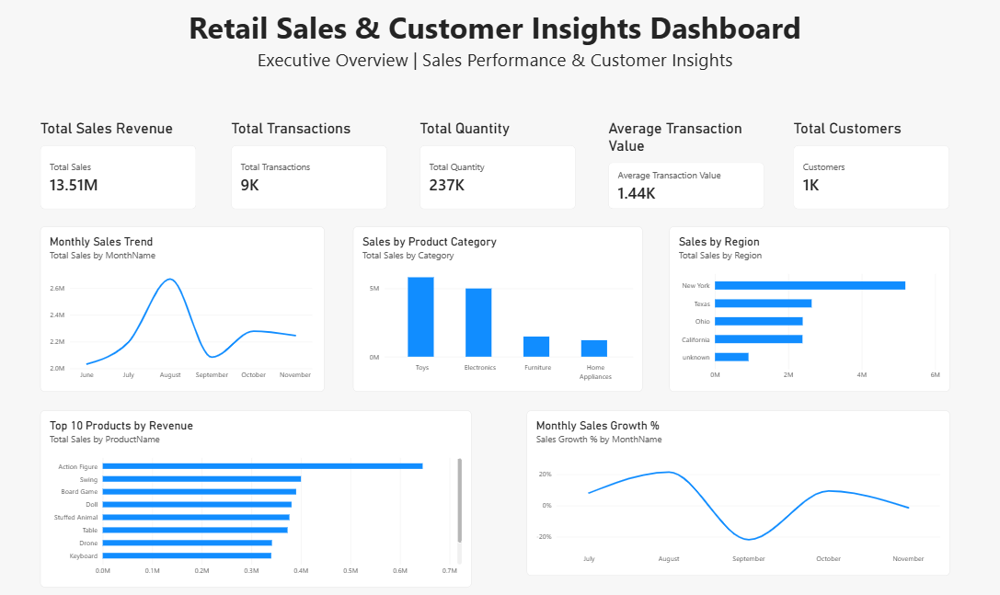 Retail Sales & Customer Insights Dashboard
Executive Overview | Sales Performance & Customer Insights
Total Sales Revenue
Total Transactions
Total Quantity
Average Transaction
Value
Total Customers
Total Sales
13.51M
Total Transactions
9K
Total Quantity
237K
Average Transaction Value
1.44K
Customers
1K
Monthly Sales Trend
Total Sales by MonthName
2.6M
2.4M
2.2M
2.0M
June
July
August
September
October
November
Sales by Product Category
Total Sales by Category
5M
0M
Toys
Electronics
Furniture
Home
Appliances
Sales by Region
Total Sales by Region
New York
Texas
Ohio
California
unknown
0M
2M
4M
6M
Top 10 Products by Revenue
Total Sales by ProductName
Action Figure
Swing
Board Game
Doll
Stuffed Animal
Table
Drone
Keyboard
0.0M
0.1M
0.2M
0.3M
0.4M
0.5M
0.6M
0.7M
Monthly Sales Growth %
Sales Growth % by MonthName
20%
0%
-20%
July
August
September
October
November